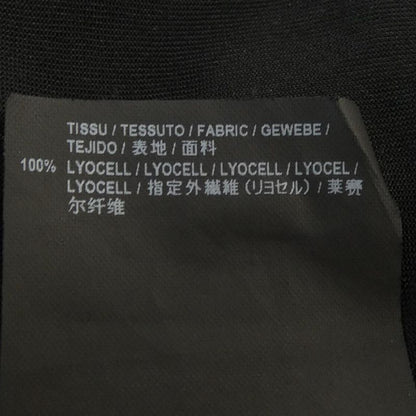 TISSU / TESSUTO / FABRIC / GEWEBE /
TEJIDO / 表地 / 面料
100% LYOCELL / LYOCELL / LYOCELL / LYOCEL /
LYOCELL / 指定外繊維 (リヨセル) / 莱赛
尔纤维